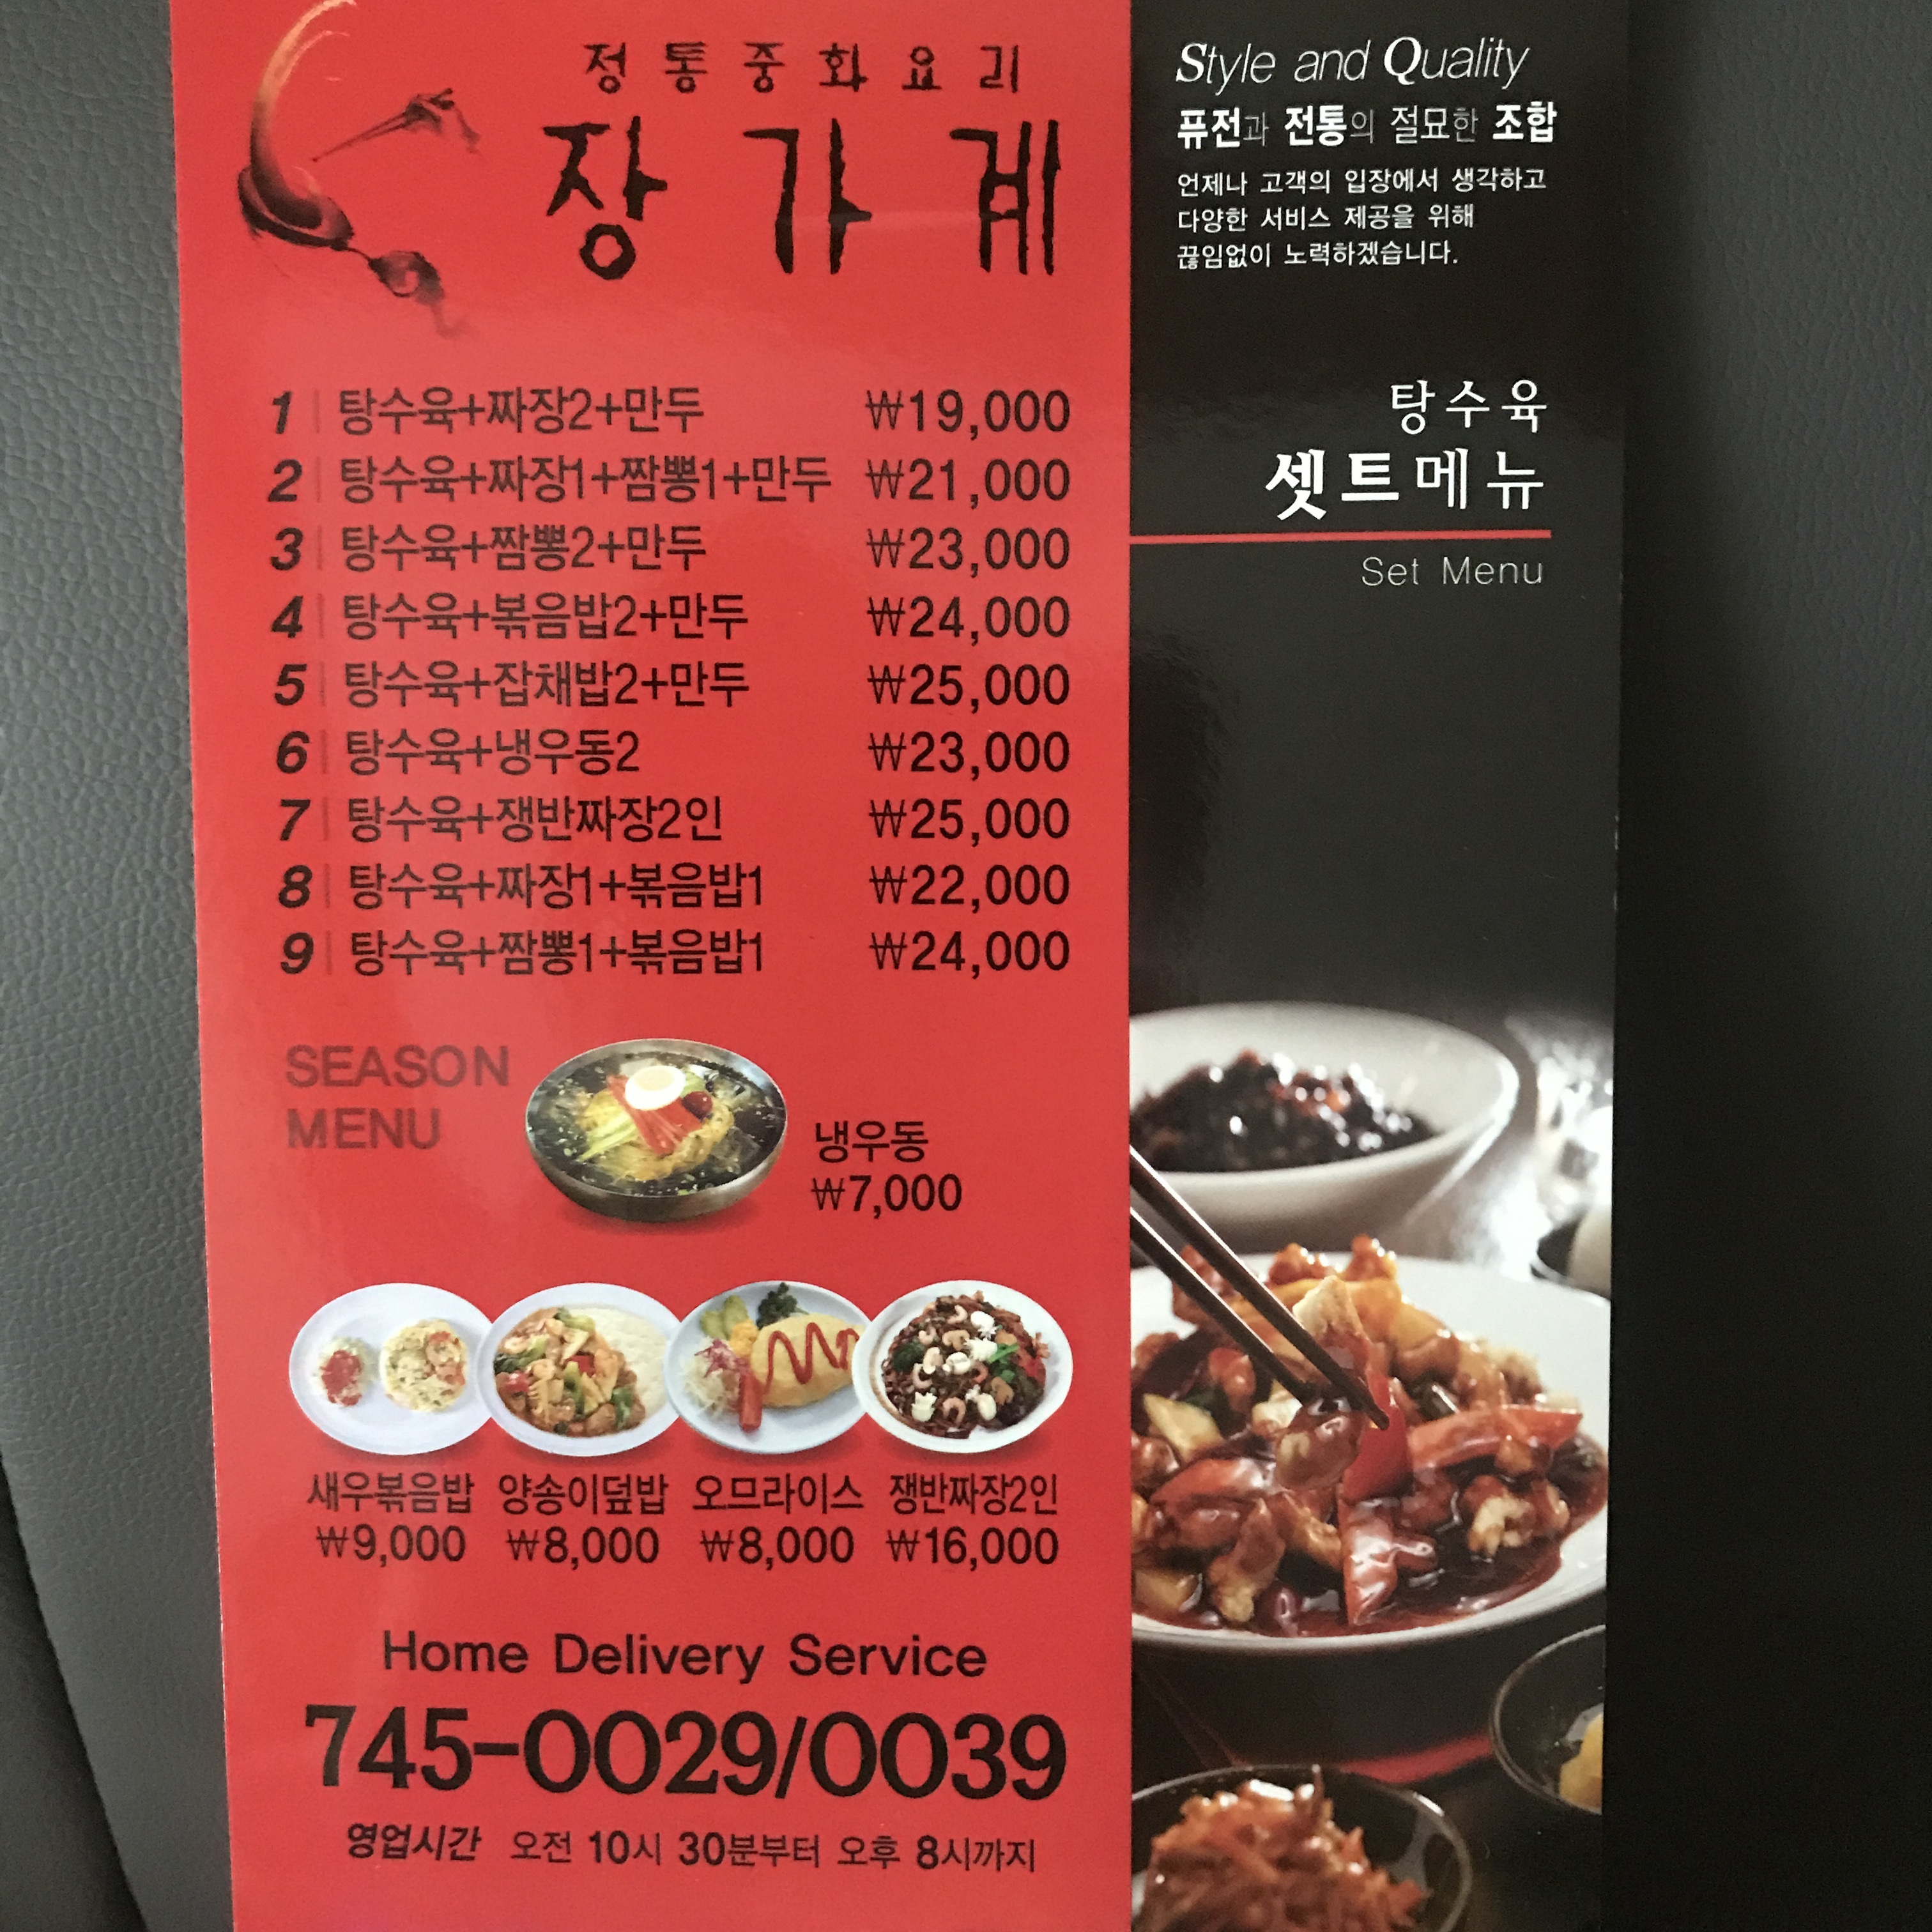 정통중화요리
장가계
1 탕수육+짜장2+만두 ₩19,000
2 탕수육+짜장1+짬뽕1+만두 ₩21,000
3 탕수육+짬뽕2+만두 ₩23,000
4 탕수육+볶음밥2+만두 ₩24,000
5 탕수육+잡채밥2+만두 ₩25,000
6 탕수육+냉우동2 ₩23,000
7 탕수육+쟁반짜장2인 ₩25,000
8 탕수육+짜장1+볶음밥1 ₩22,000
9 탕수육+짬뽕1+볶음밥1 ₩24,000
SEASON
MENU
냉우동
₩7,000
새우볶음밥 양송이덮밥 오므라이스 쟁반짜장2인
₩9,000 ₩8,000 ₩8,000 ₩16,000
Home Delivery Service
745-0029/0039
영업시간 오전 10시 30분부터 오후 8시까지
Style and Quality
퓨전과 전통의 절묘한 조합
언제나 고객의 입장에서 생각하고
다양한 서비스 제공을 위해
끊임없이 노력하겠습니다.
탕수육
셋트메뉴
Set Menu